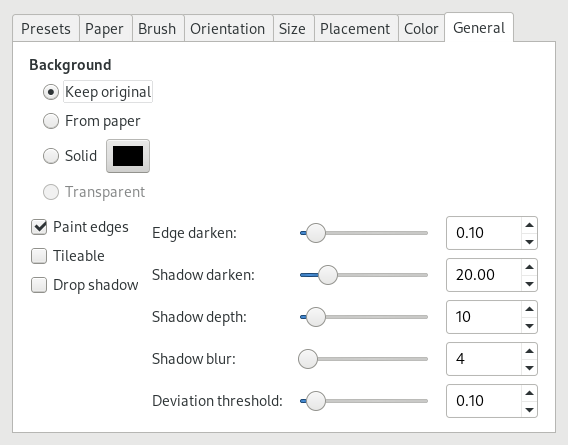 Presets Paper Brush Orientation Size Placement Color General
Background
Keep original
From paper
Solid
Transparent
Paint edges
Tileable
Drop shadow
Edge darken: 0.10
Shadow darken: 20.00
Shadow depth: 10
Shadow blur: 4
Deviation threshold: 0.10